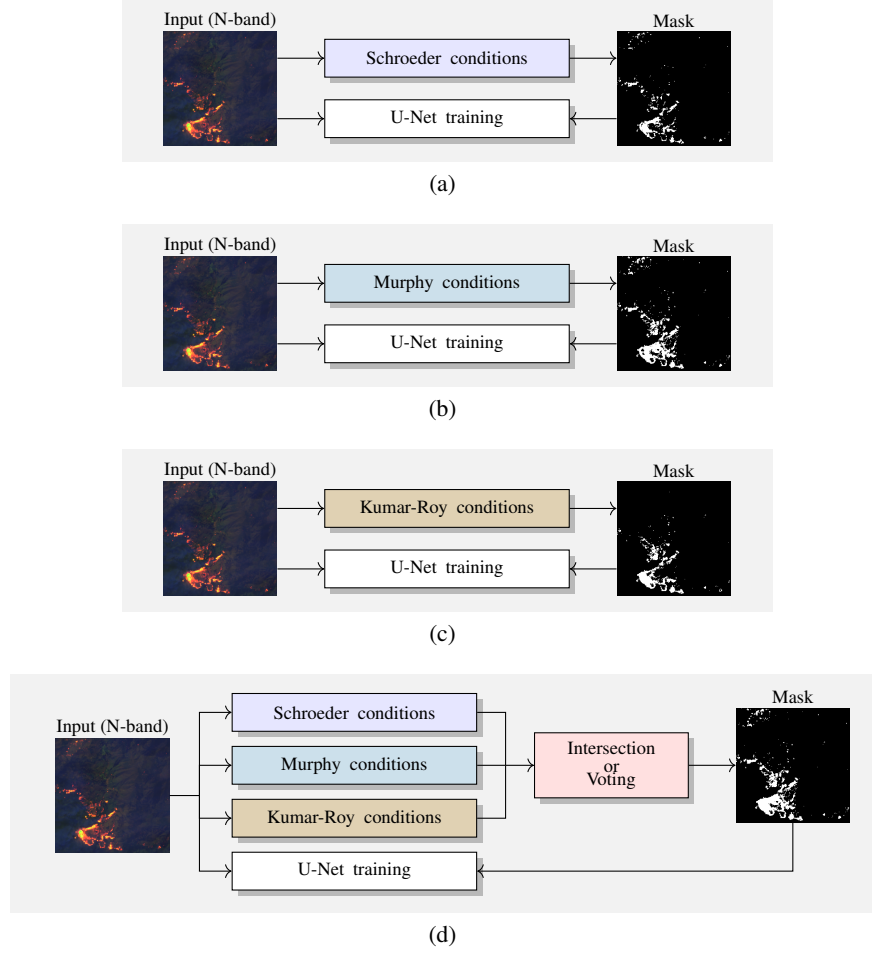 Input (N-band)
Mask
Schroeder conditions
U-Net training
(a)
Input (N-band)
Mask
Murphy conditions
U-Net training
(b)
Input (N-band)
Mask
Kumar-Roy conditions
U-Net training
(c)
Mask
Schroeder conditions
Input (N-band)
Murphy conditions
Intersection
or
Voting
Kumar-Roy conditions
U-Net training
(d)